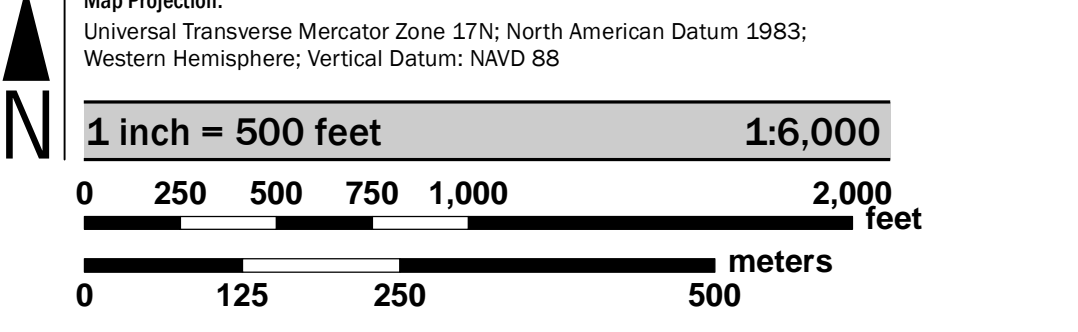 Map Projection:
Universal Transverse Mercator Zone 17N; North American Datum 1983;
Western Hemisphere; Vertical Datum: NAVD 88
N
1 inch = 500 feet 1:6,000
0 250 500 750 1,000 2,000
feet
meters
0 125 250 500